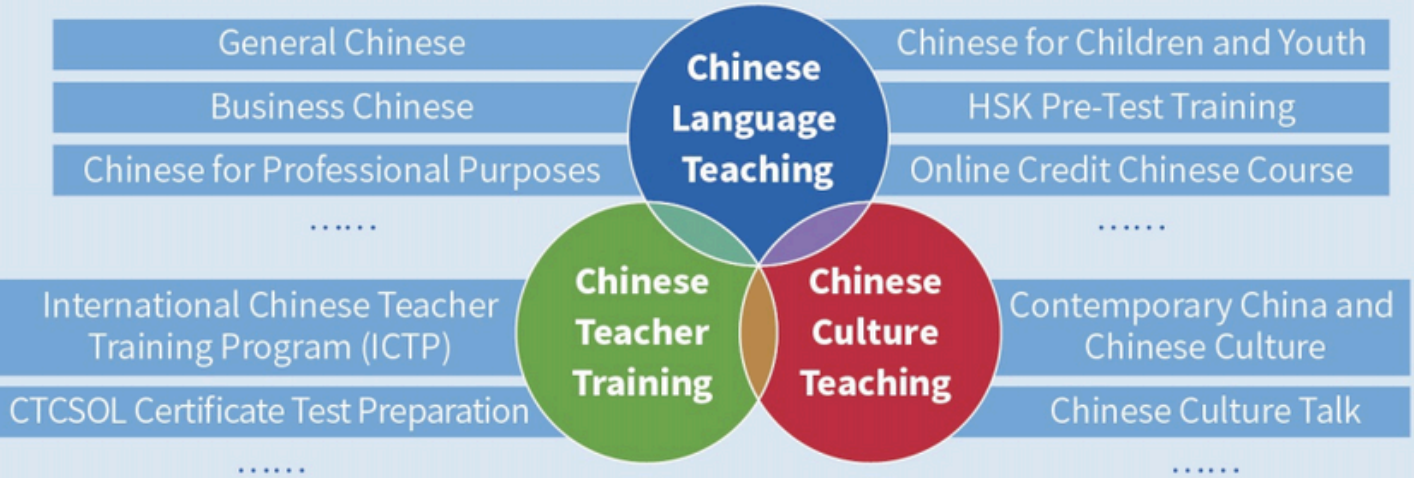 General Chinese
Business Chinese
Chinese for Professional Purposes
……
Chinese
Language
Teaching
Chinese for Children and Youth
HSK Pre-Test Training
Online Credit Chinese Course
……
International Chinese Teacher
Training Program (ICTP)
CTCSOL Certificate Test Preparation
……
Chinese
Teacher
Training
Chinese
Culture
Teaching
Contemporary China and
Chinese Culture
Chinese Culture Talk
……